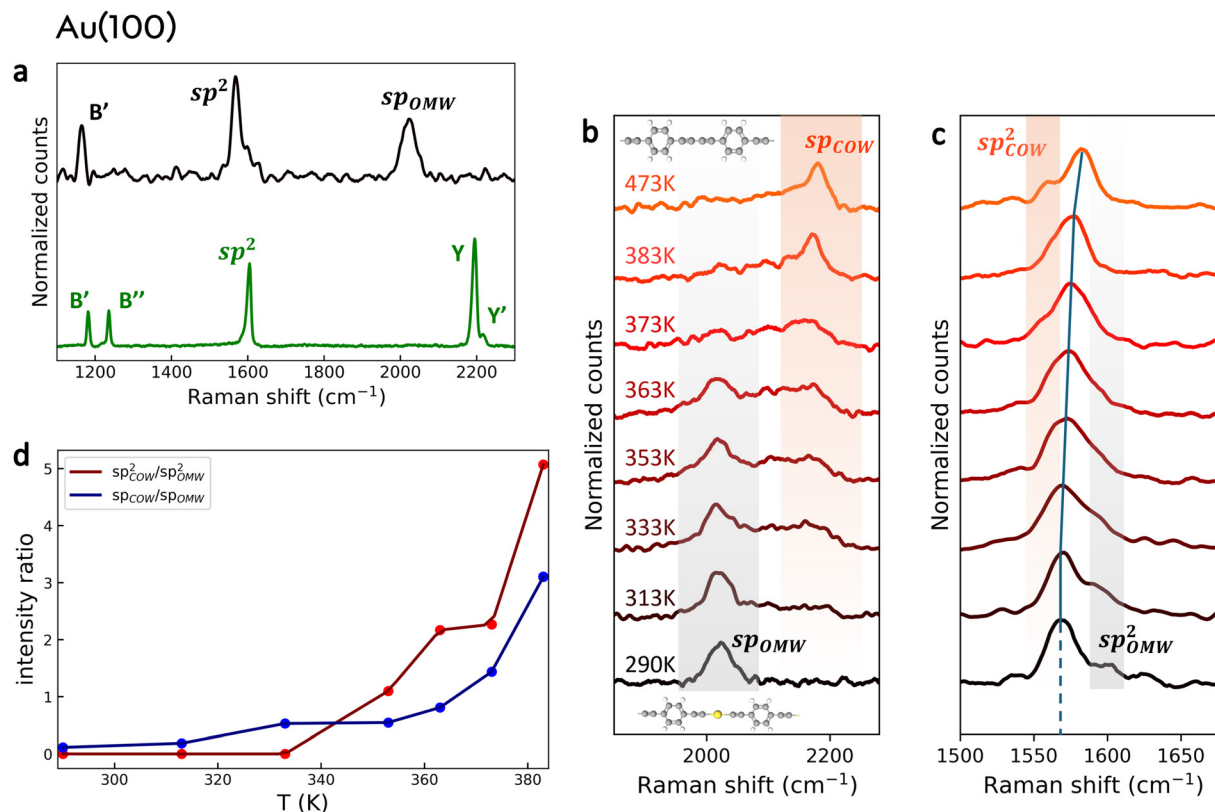 Au(100)
a
B'
sp²
sp_OMW
Normalized counts
B'
B''
sp²
Y
Y'
1200
1400
1600
1800
2000
2200
Raman shift (cm⁻¹)
b
sp_COW
473K
383K
373K
363K
353K
333K
313K
290K
sp_OMW
Normalized counts
2000
2200
Raman shift (cm⁻¹)
c
sp²_COW
sp²_OMW
Normalized counts
1500
1550
1600
1650
Raman shift (cm⁻¹)
d
sp²_COW/sp²_OMW
sp_COW/sp_OMW
intensity ratio
5
4
3
2
1
0
300
320
340
360
380
T (K)